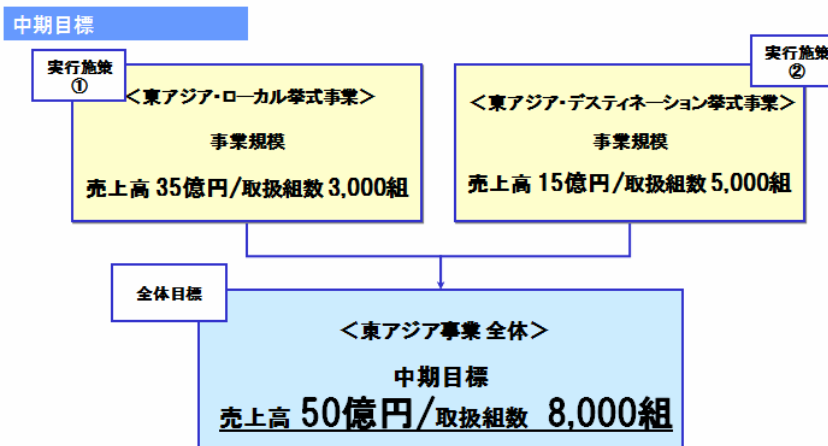 中期目標
実行施策
①
＜東アジア・ローカル挙式事業＞
事業規模
売上高 35億円/取扱組数 3,000組
実行施策
②
＜東アジア・デスティネーション挙式事業＞
事業規模
売上高 15億円/取扱組数 5,000組
全体目標
＜東アジア事業 全体＞
中期目標
売上高 50億円/取扱組数 8,000組